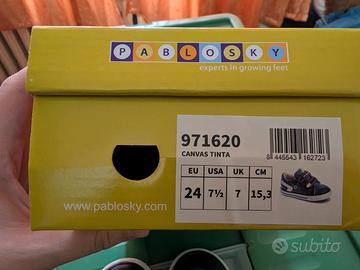 PABLOSKY
experts in growing feet
971620
CANVAS TINTA
EU USA UK CM
24 7½ 7 15,3
8 445543 162723
www.pablosky.com
subito